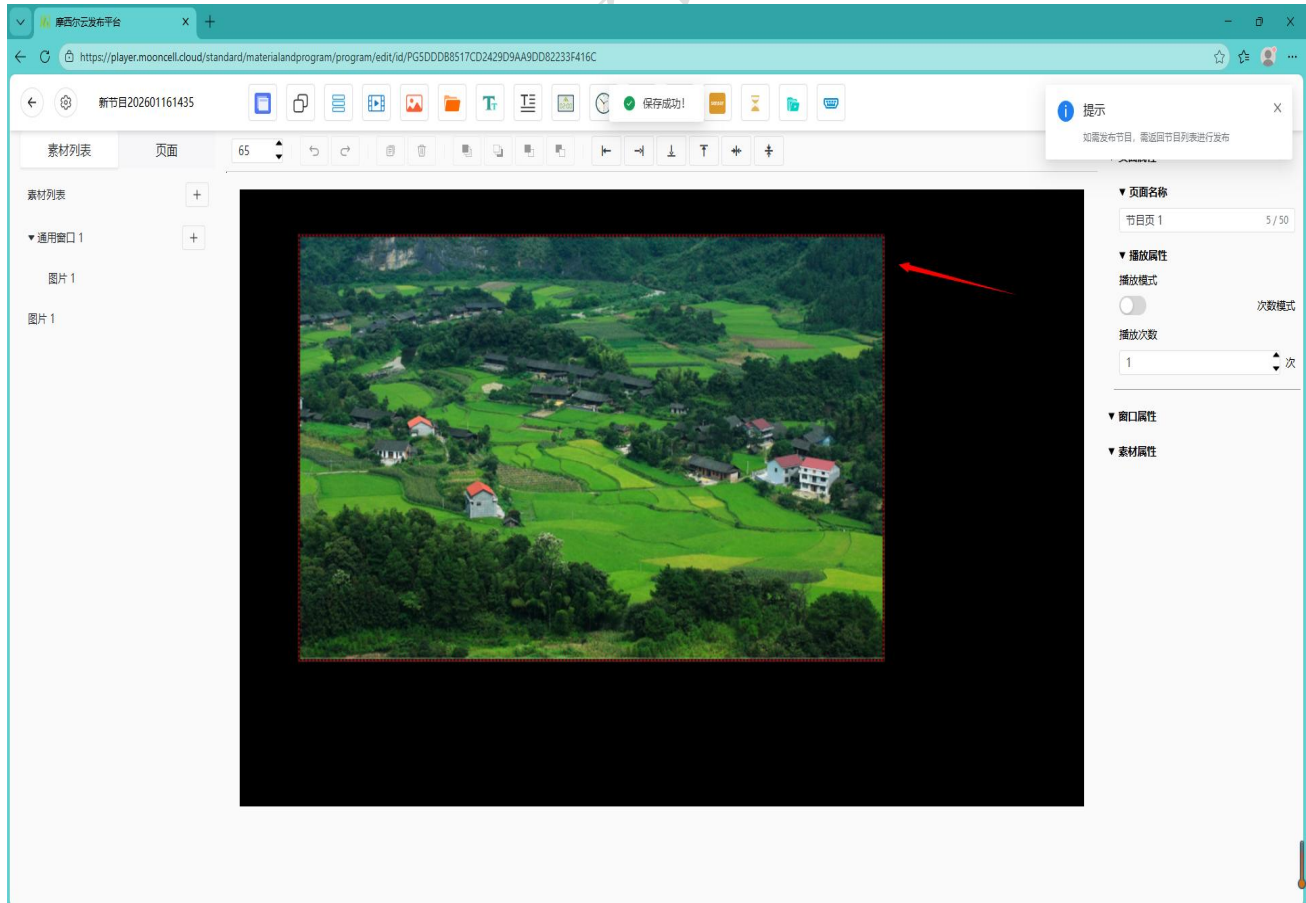 摩西尔云发布平台
https://player.mooncell.cloud/standard/materialandprogram/program/edit/id/PG5DDDB8517CD2429D9AA9DD82233F416C
新节目202601161435
保存成功!
提示
如需发布节目，需返回节目列表进行发布
素材列表 页面 65
素材列表
▼通用窗口 1
图片 1
图片 1
▼ 页面名称
节目页 1 5 / 50
▼ 播放属性
播放模式
次数模式
播放次数
1 次
▼ 窗口属性
▼ 素材属性